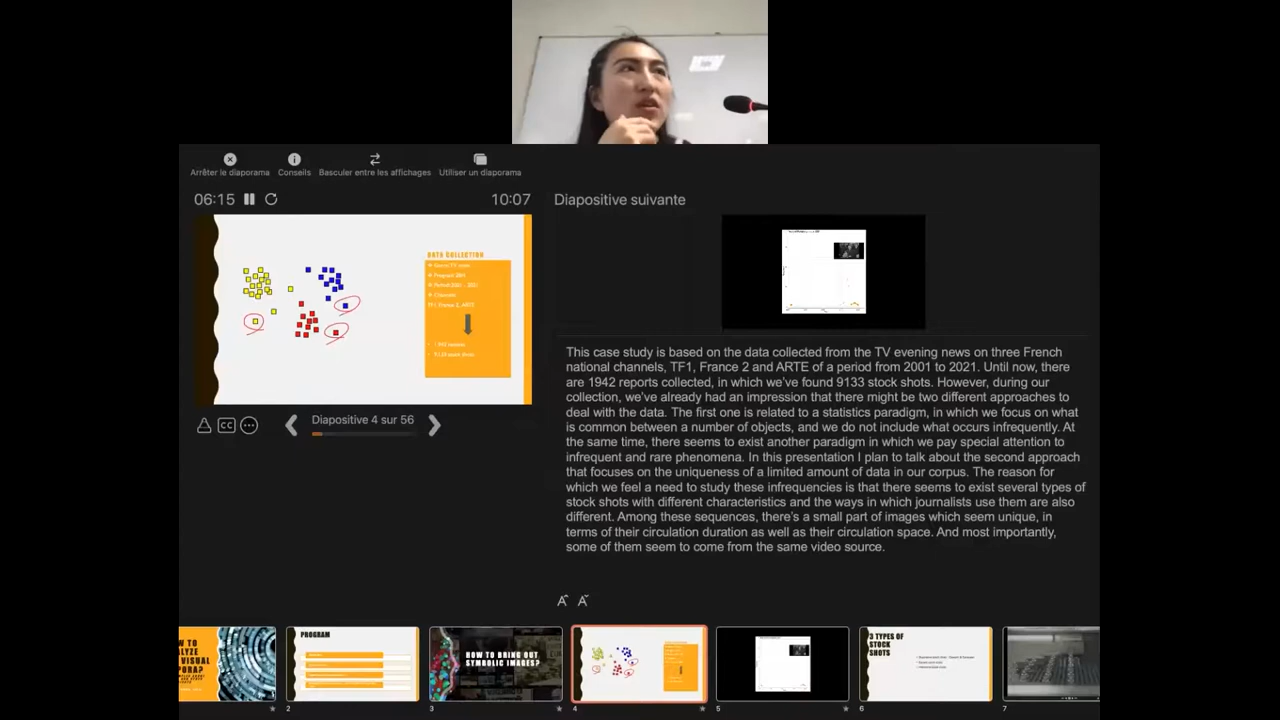 Arrêter le diaporama
Conseils
Basculer entre les affichages
Utiliser un diaporama
06:15
10:07
Diapositive suivante
DATA COLLECTION
TF1, France 2, ARTE
CC
Diapositive 4 sur 56
This case study is based on the data collected from the TV evening news on three French
national channels, TF1, France 2 and ARTE of a period from 2001 to 2021. Until now, there
are 1942 reports collected, in which we've found 9133 stock shots. However, during our
collection, we've already had an impression that there might be two different approaches to
deal with the data. The first one is related to a statistics paradigm, in which we focus on what
is common between a number of objects, and we do not include what occurs infrequently. At
the same time, there seems to exist another paradigm in which we pay special attention to
infrequent and rare phenomena. In this presentation I plan to talk about the second approach
that focuses on the uniqueness of a limited amount of data in our corpus. The reason for
which we feel a need to study these infrequencies is that there seems to exist several types of
stock shots with different characteristics and the ways in which journalists use them are also
different. Among these sequences, there's a small part of images which seem unique, in
terms of their circulation duration as well as their circulation space. And most importantly,
some of them seem to come from the same video source.
A A
PROGRAM
HOW TO BRING OUT
SYMBOLIC IMAGES?
3 TYPES OF
STOCK
SHOTS
2
3
4
5
6
7